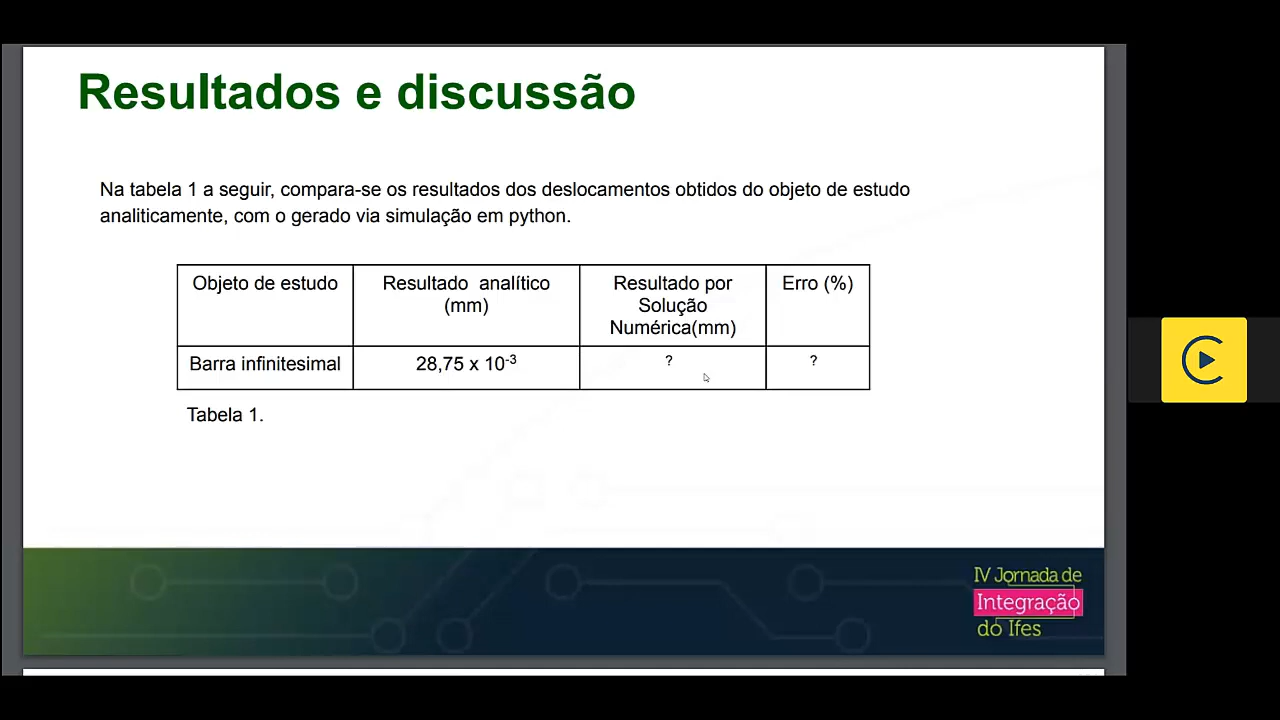 Resultados e discussão
Na tabela 1 a seguir, compara-se os resultados dos deslocamentos obtidos do objeto de estudo
analiticamente, com o gerado via simulação em python.
Objeto de estudo
Resultado analítico
(mm)
Resultado por
Solução
Numérica(mm)
Erro (%)
Barra infinitesimal
28,75 x 10⁻³
?
?
Tabela 1.
IV Jornada de
Integração
do Ifes